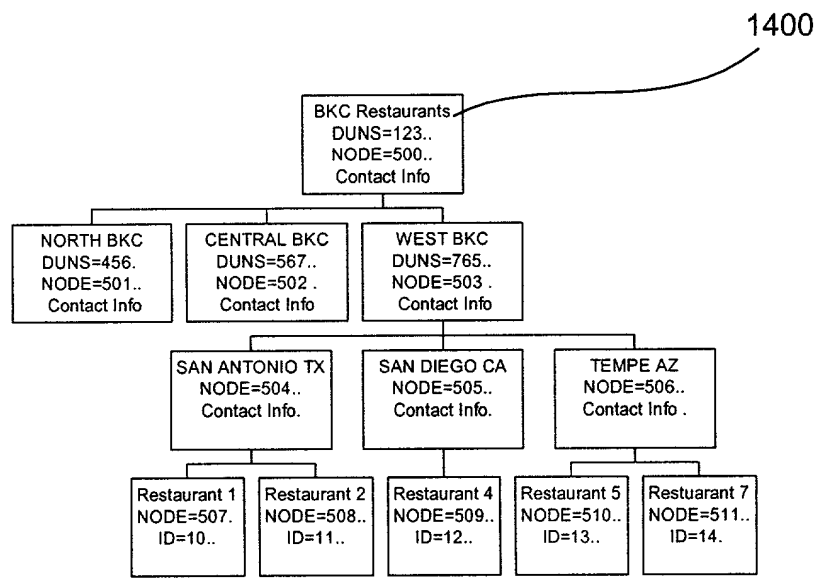 1400
BKC Restaurants
DUNS=123..
NODE=500..
Contact Info
NORTH BKC
DUNS=456.
NODE=501..
Contact Info
CENTRAL BKC
DUNS=567..
NODE=502 .
Contact Info
WEST BKC
DUNS=765..
NODE=503 .
Contact Info
SAN ANTONIO TX
NODE=504..
Contact Info.
SAN DIEGO CA
NODE=505..
Contact Info.
TEMPE AZ
NODE=506..
Contact Info .
Restaurant 1
NODE=507.
ID=10..
Restaurant 2
NODE=508..
ID=11..
Restaurant 4
NODE=509..
ID=12..
Restaurant 5
NODE=510..
ID=13..
Restuarant 7
NODE=511..
ID=14.